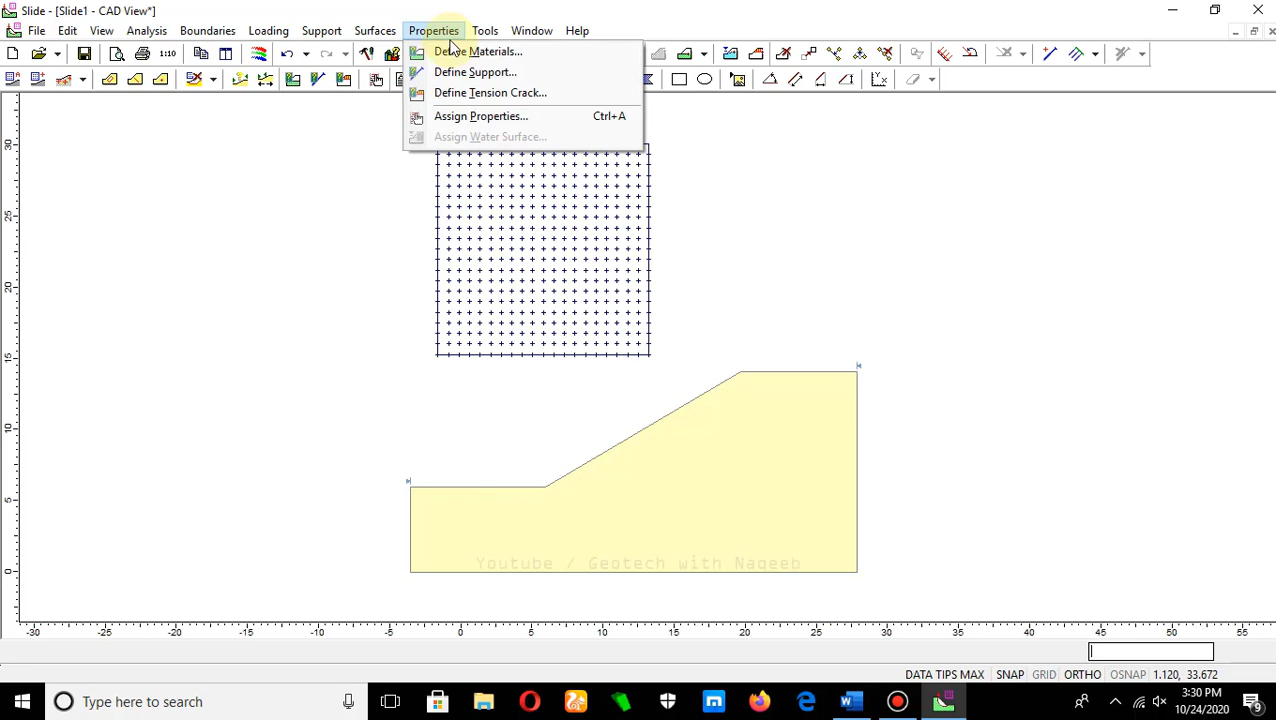 Slide - [Slide1 - CAD View*]
File Edit View Analysis Boundaries Loading Support Surfaces Properties Tools Window Help
1:10
Define Materials...
Define Support...
Define Tension Crack...
Assign Properties... Ctrl+A
Assign Water Surface...
30
25
20
15
10
5
0
Youtube / Geotech with Naqeeb
-30 -25 -20 -15 -10 -5 0 5 10 15 20 25 30 35 40 45 50 55
DATA TIPS MAX SNAP GRID ORTHO OSNAP 1.120, 33.672
Type here to search
3:30 PM
10/24/2020
9